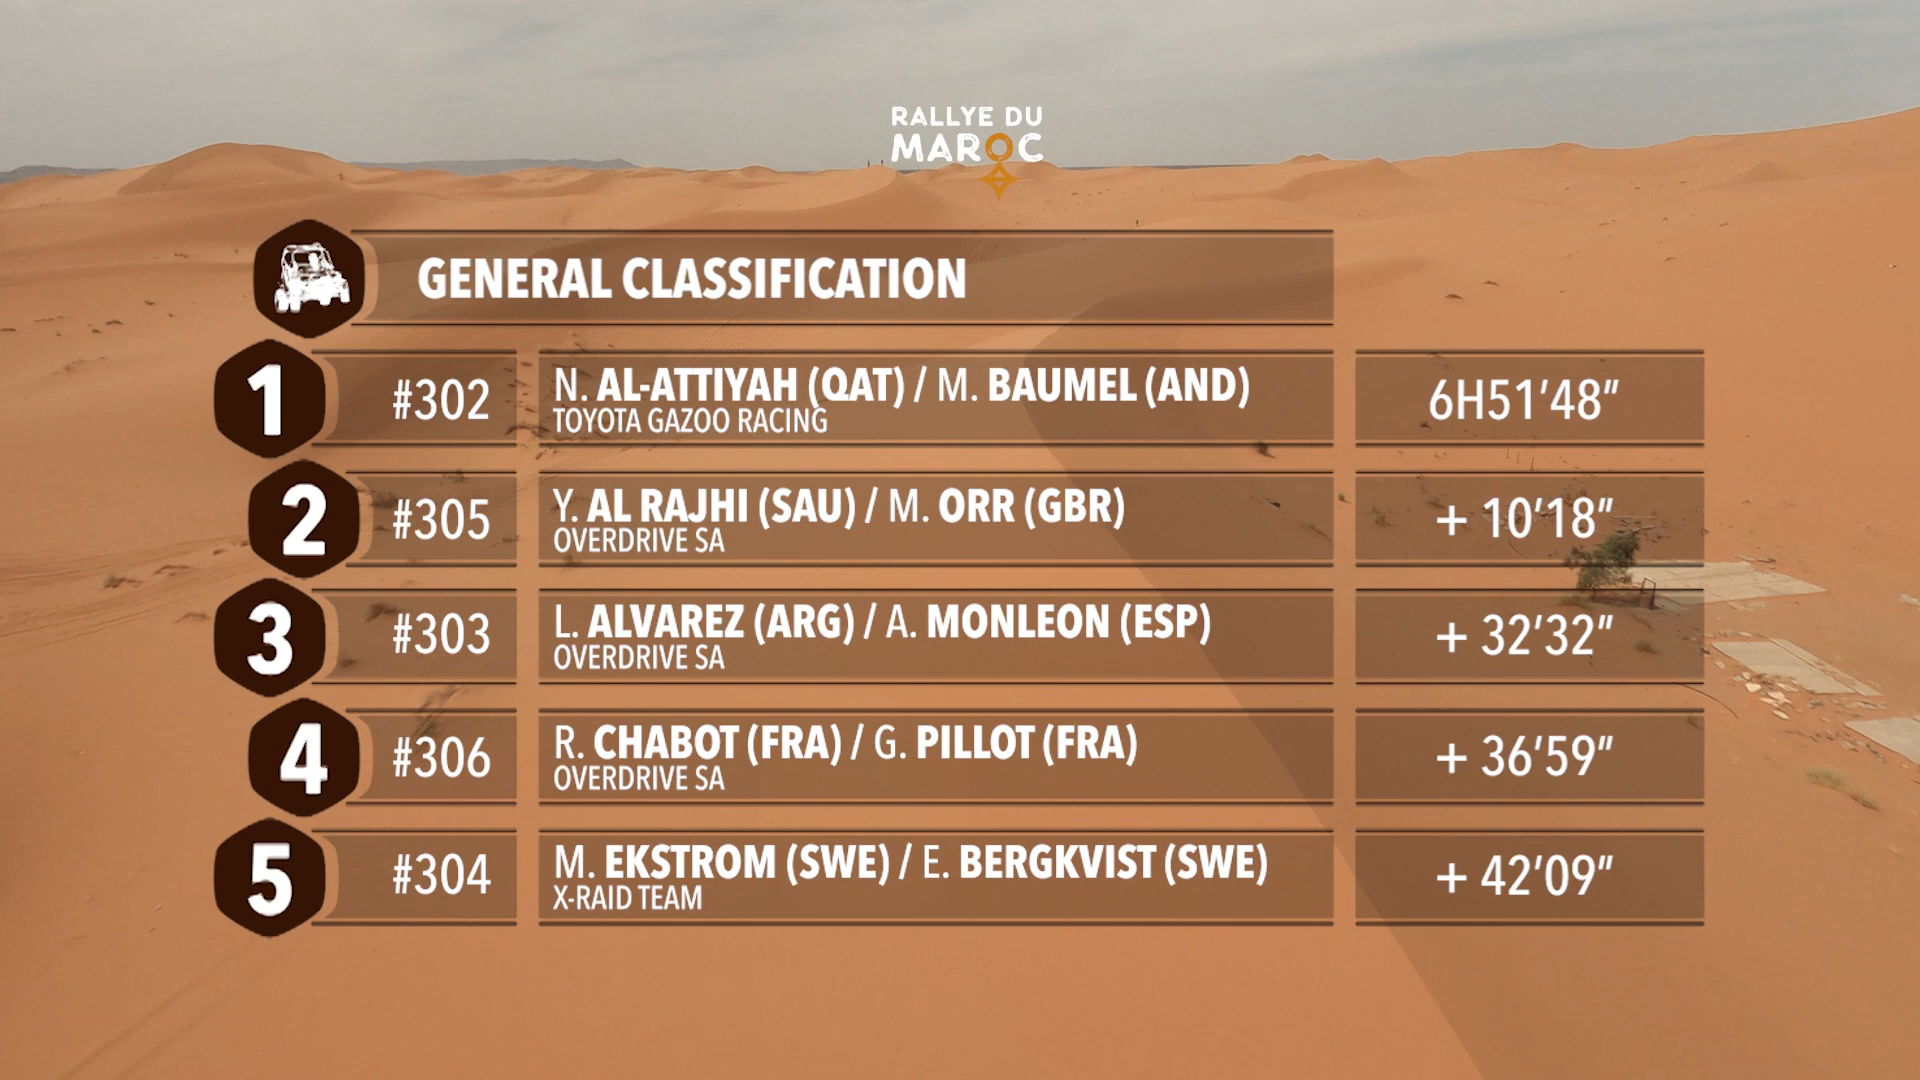 RALLYE DU
MAROC
GENERAL CLASSIFICATION
1 #302 N. AL-ATTIYAH (QAT) / M. BAUMEL (AND) 6H51'48"
TOYOTA GAZOO RACING
2 #305 Y. AL RAJHI (SAU) / M. ORR (GBR) + 10'18"
OVERDRIVE SA
3 #303 L. ALVAREZ (ARG) / A. MONLEON (ESP) + 32'32"
OVERDRIVE SA
4 #306 R. CHABOT (FRA) / G. PILLOT (FRA) + 36'59"
OVERDRIVE SA
5 #304 M. EKSTROM (SWE) / E. BERGKVIST (SWE) + 42'09"
X-RAID TEAM